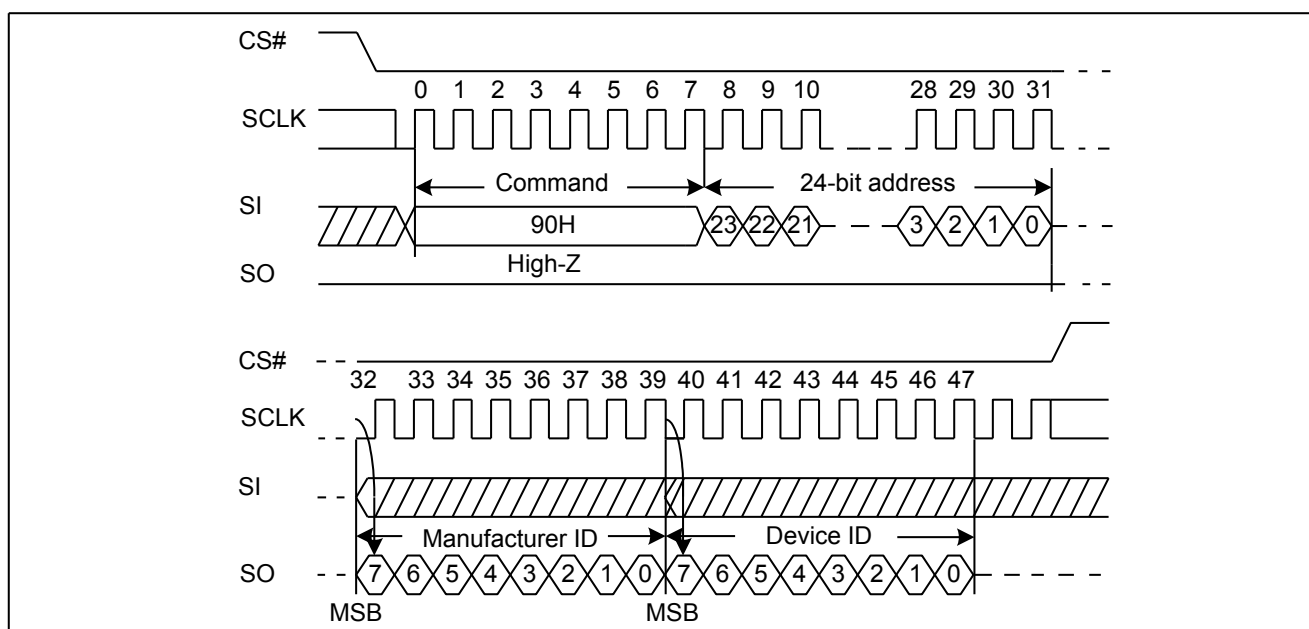 CS#
0 1 2 3 4 5 6 7 8 9 10 28 29 30 31
SCLK
Command 24-bit address
SI
90H 23 22 21 3 2 1 0
High-Z
SO
CS#
32 33 34 35 36 37 38 39 40 41 42 43 44 45 46 47
SCLK
SI
Manufacturer ID Device ID
SO 7 6 5 4 3 2 1 0 7 6 5 4 3 2 1 0
MSB MSB